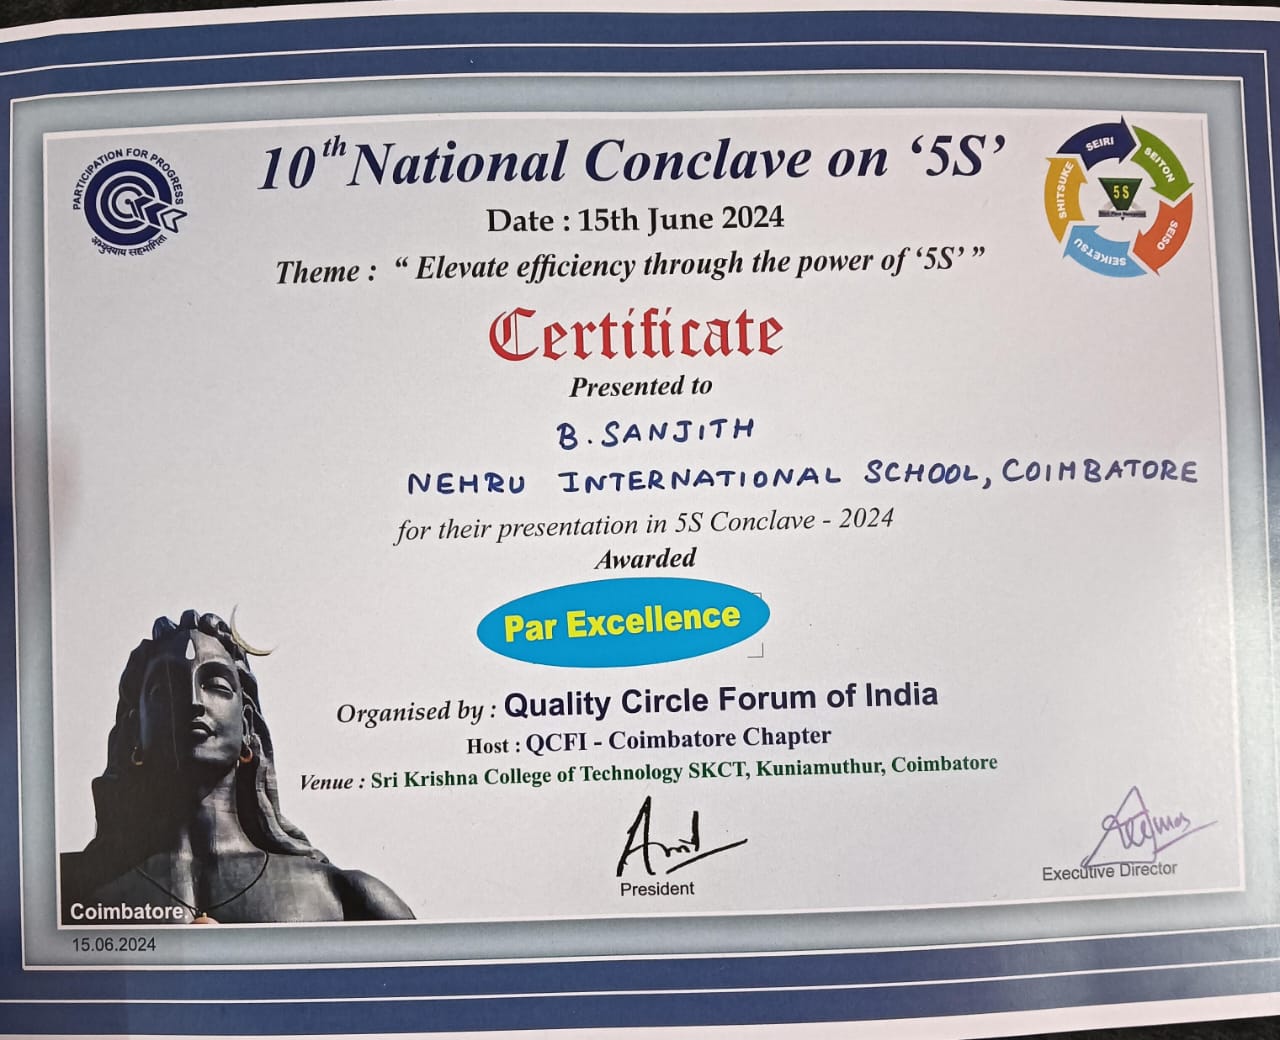 PARTICIPATION FOR PROGRESS
10th National Conclave on ‘5S’
Date : 15th June 2024
Theme : “ Elevate efficiency through the power of ‘5S’ ”
SEIRI
SEITON
SEISO
SEIKETSU
SHITSUKE
5 S
Certificate
Presented to
B. SANJITH
NEHRU INTERNATIONAL SCHOOL, COIMBATORE
for their presentation in 5S Conclave - 2024
Awarded
Par Excellence
Organised by : Quality Circle Forum of India
Host : QCFI - Coimbatore Chapter
Venue : Sri Krishna College of Technology SKCT, Kuniamuthur, Coimbatore
President
Executive Director
Coimbatore.
15.06.2024